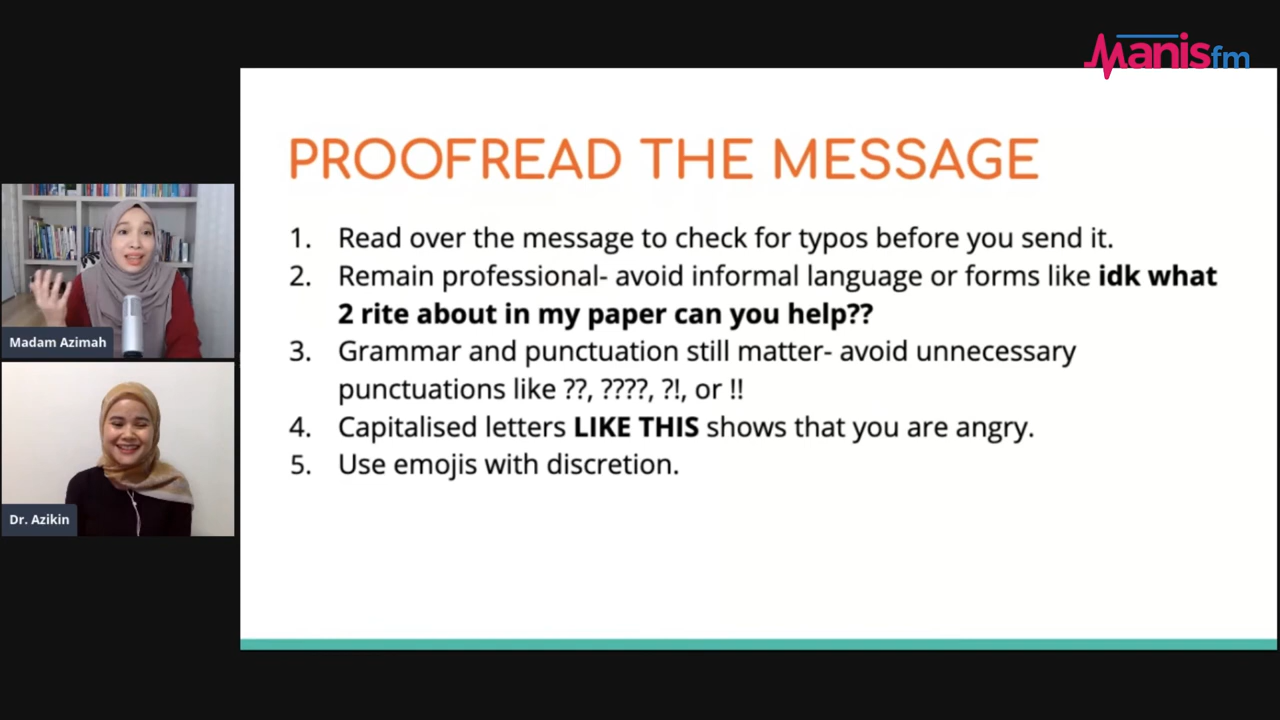 Manisfm
PROOFREAD THE MESSAGE
1. Read over the message to check for typos before you send it.
2. Remain professional- avoid informal language or forms like idk what
2 rite about in my paper can you help??
3. Grammar and punctuation still matter- avoid unnecessary
punctuations like ??, ????, ?!, or !!
4. Capitalised letters LIKE THIS shows that you are angry.
5. Use emojis with discretion.
Madam Azimah
Dr. Azikin